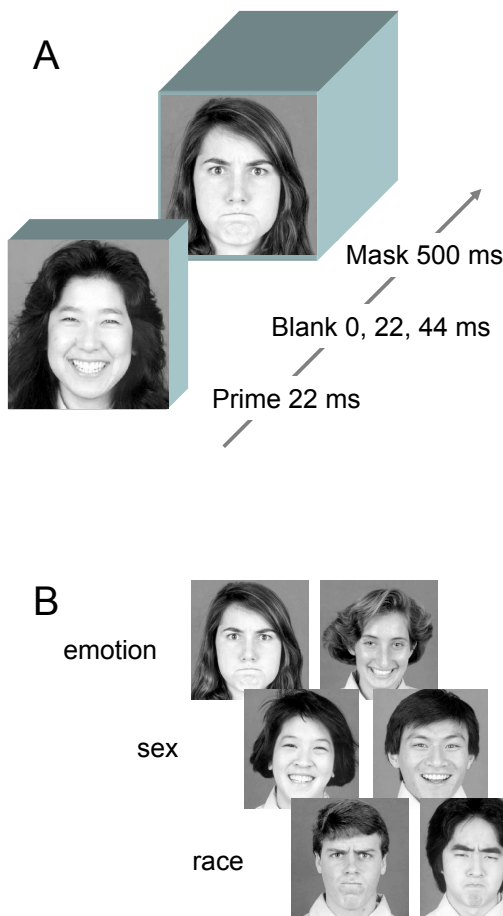 A
Mask 500 ms
Blank 0, 22, 44 ms
Prime 22 ms
B
emotion
sex
race